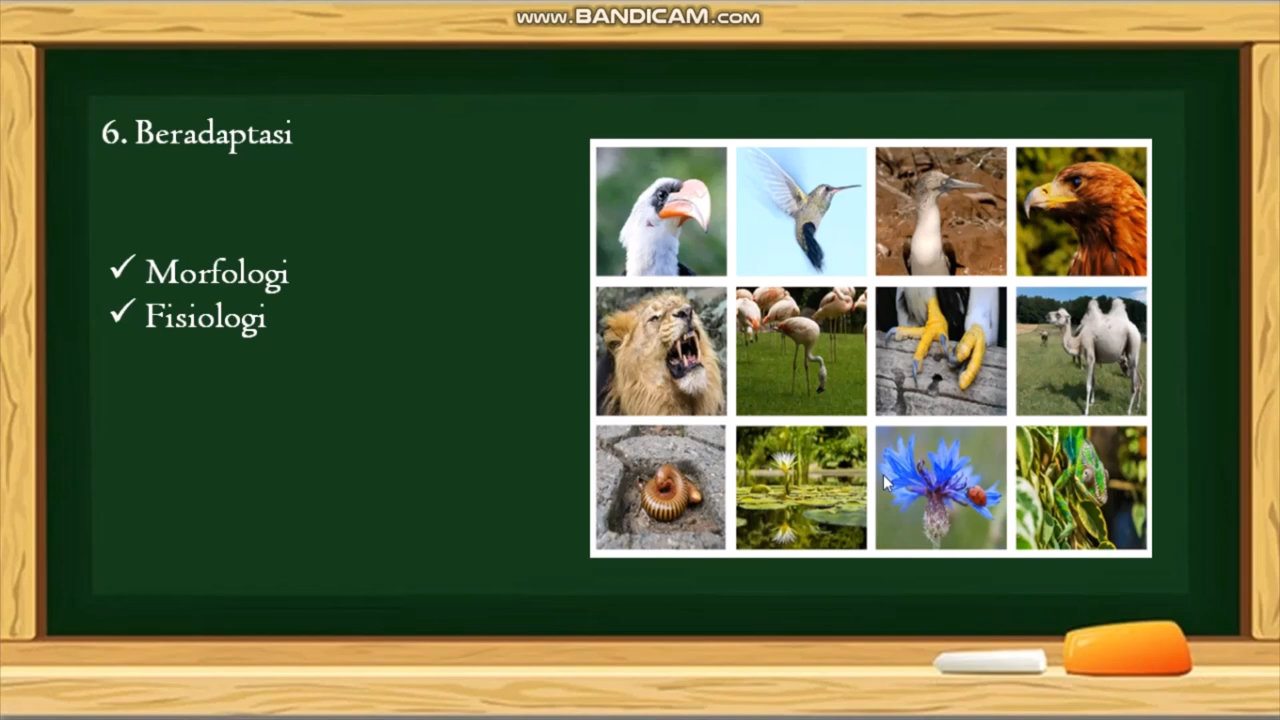 www.BANDICAM.com
6. Beradaptasi
✓ Morfologi
✓ Fisiologi